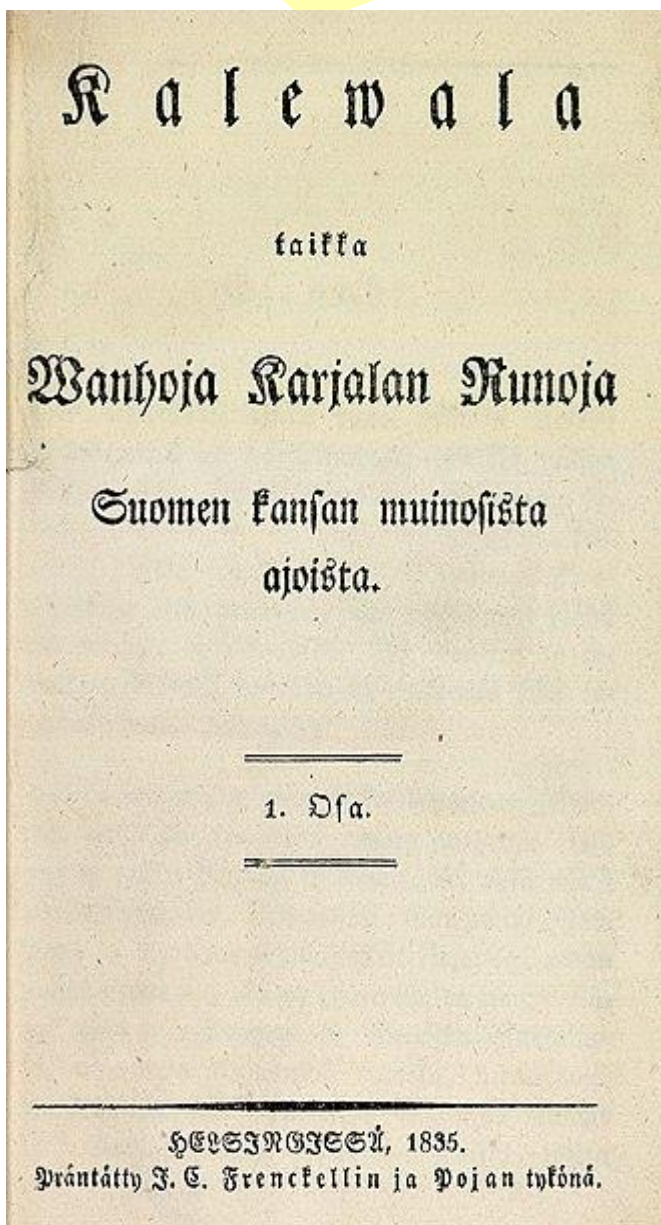 Kalewala
taikka
Wanhoja Karjalan Runoja
Suomen kansan muinosista
ajoista.
1. Osa.
HELSINGISSÄ, 1835.
Präntätty J. C. Frenckellin ja Pojan tykönä.